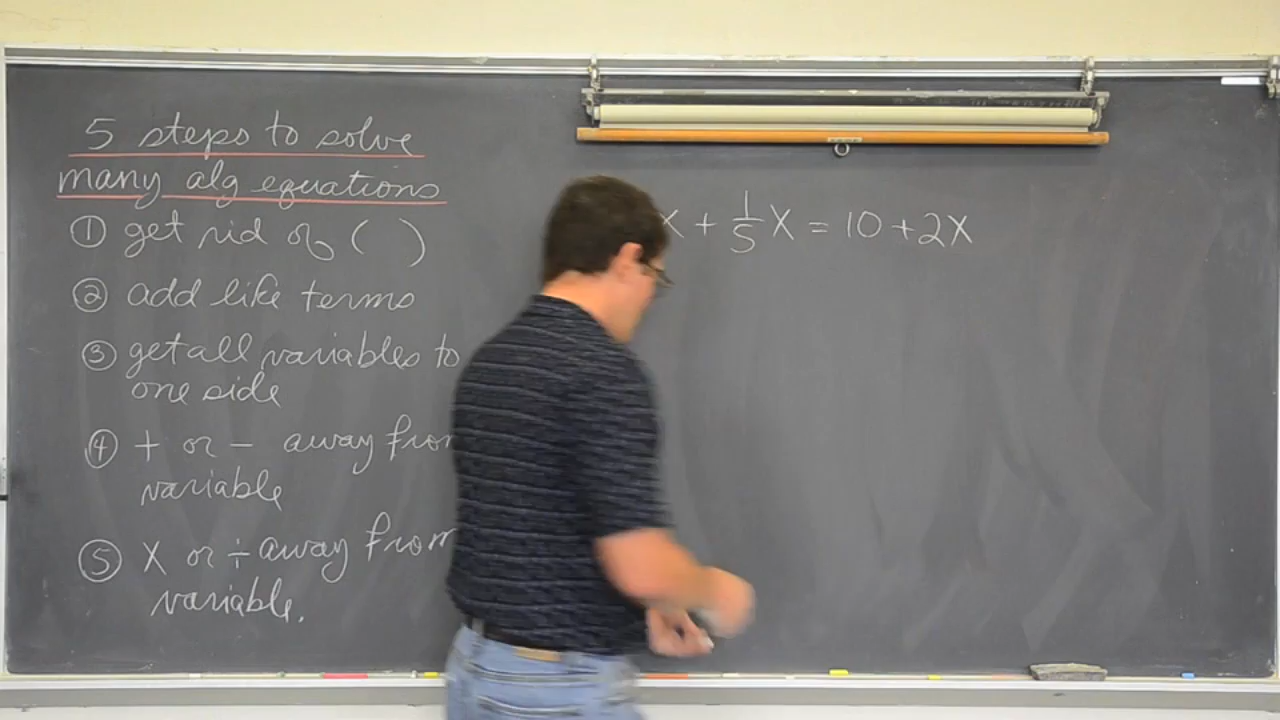 5 steps to solve
many alg equations
① get rid of ( )
② add like terms
③ get all variables to
one side
④ + or - away from
variable
⑤ X or ÷ away from
variable.
X + 1/5 X = 10 + 2X